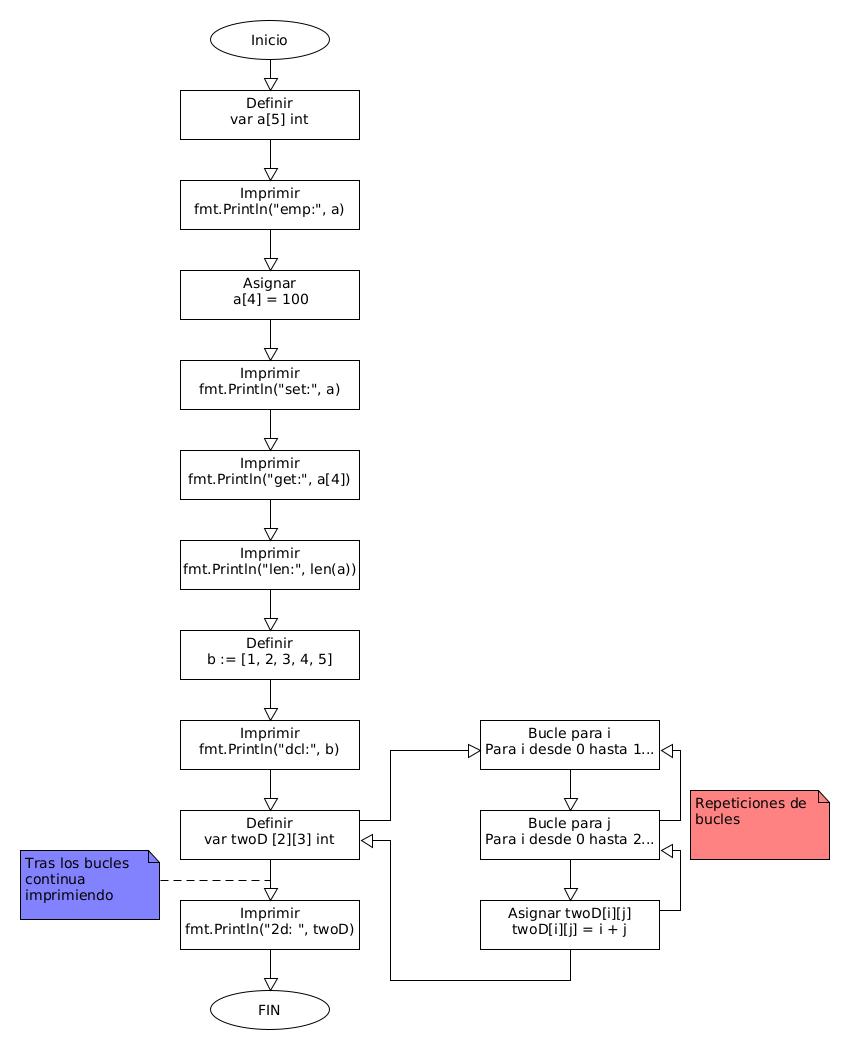 Inicio
Definir
var a[5] int
Imprimir
fmt.Println("emp:", a)
Asignar
a[4] = 100
Imprimir
fmt.Println("set:", a)
Imprimir
fmt.Println("get:", a[4])
Imprimir
fmt.Println("len:", len(a))
Definir
b := [1, 2, 3, 4, 5]
Imprimir
fmt.Println("dcl:", b)
Bucle para i
Para i desde 0 hasta 1...
Definir
var twoD [2][3] int
Bucle para j
Para i desde 0 hasta 2...
Repeticiones de
bucles
Tras los bucles
continua
imprimiendo
Imprimir
fmt.Println("2d: ", twoD)
Asignar twoD[i][j]
twoD[i][j] = i + j
FIN